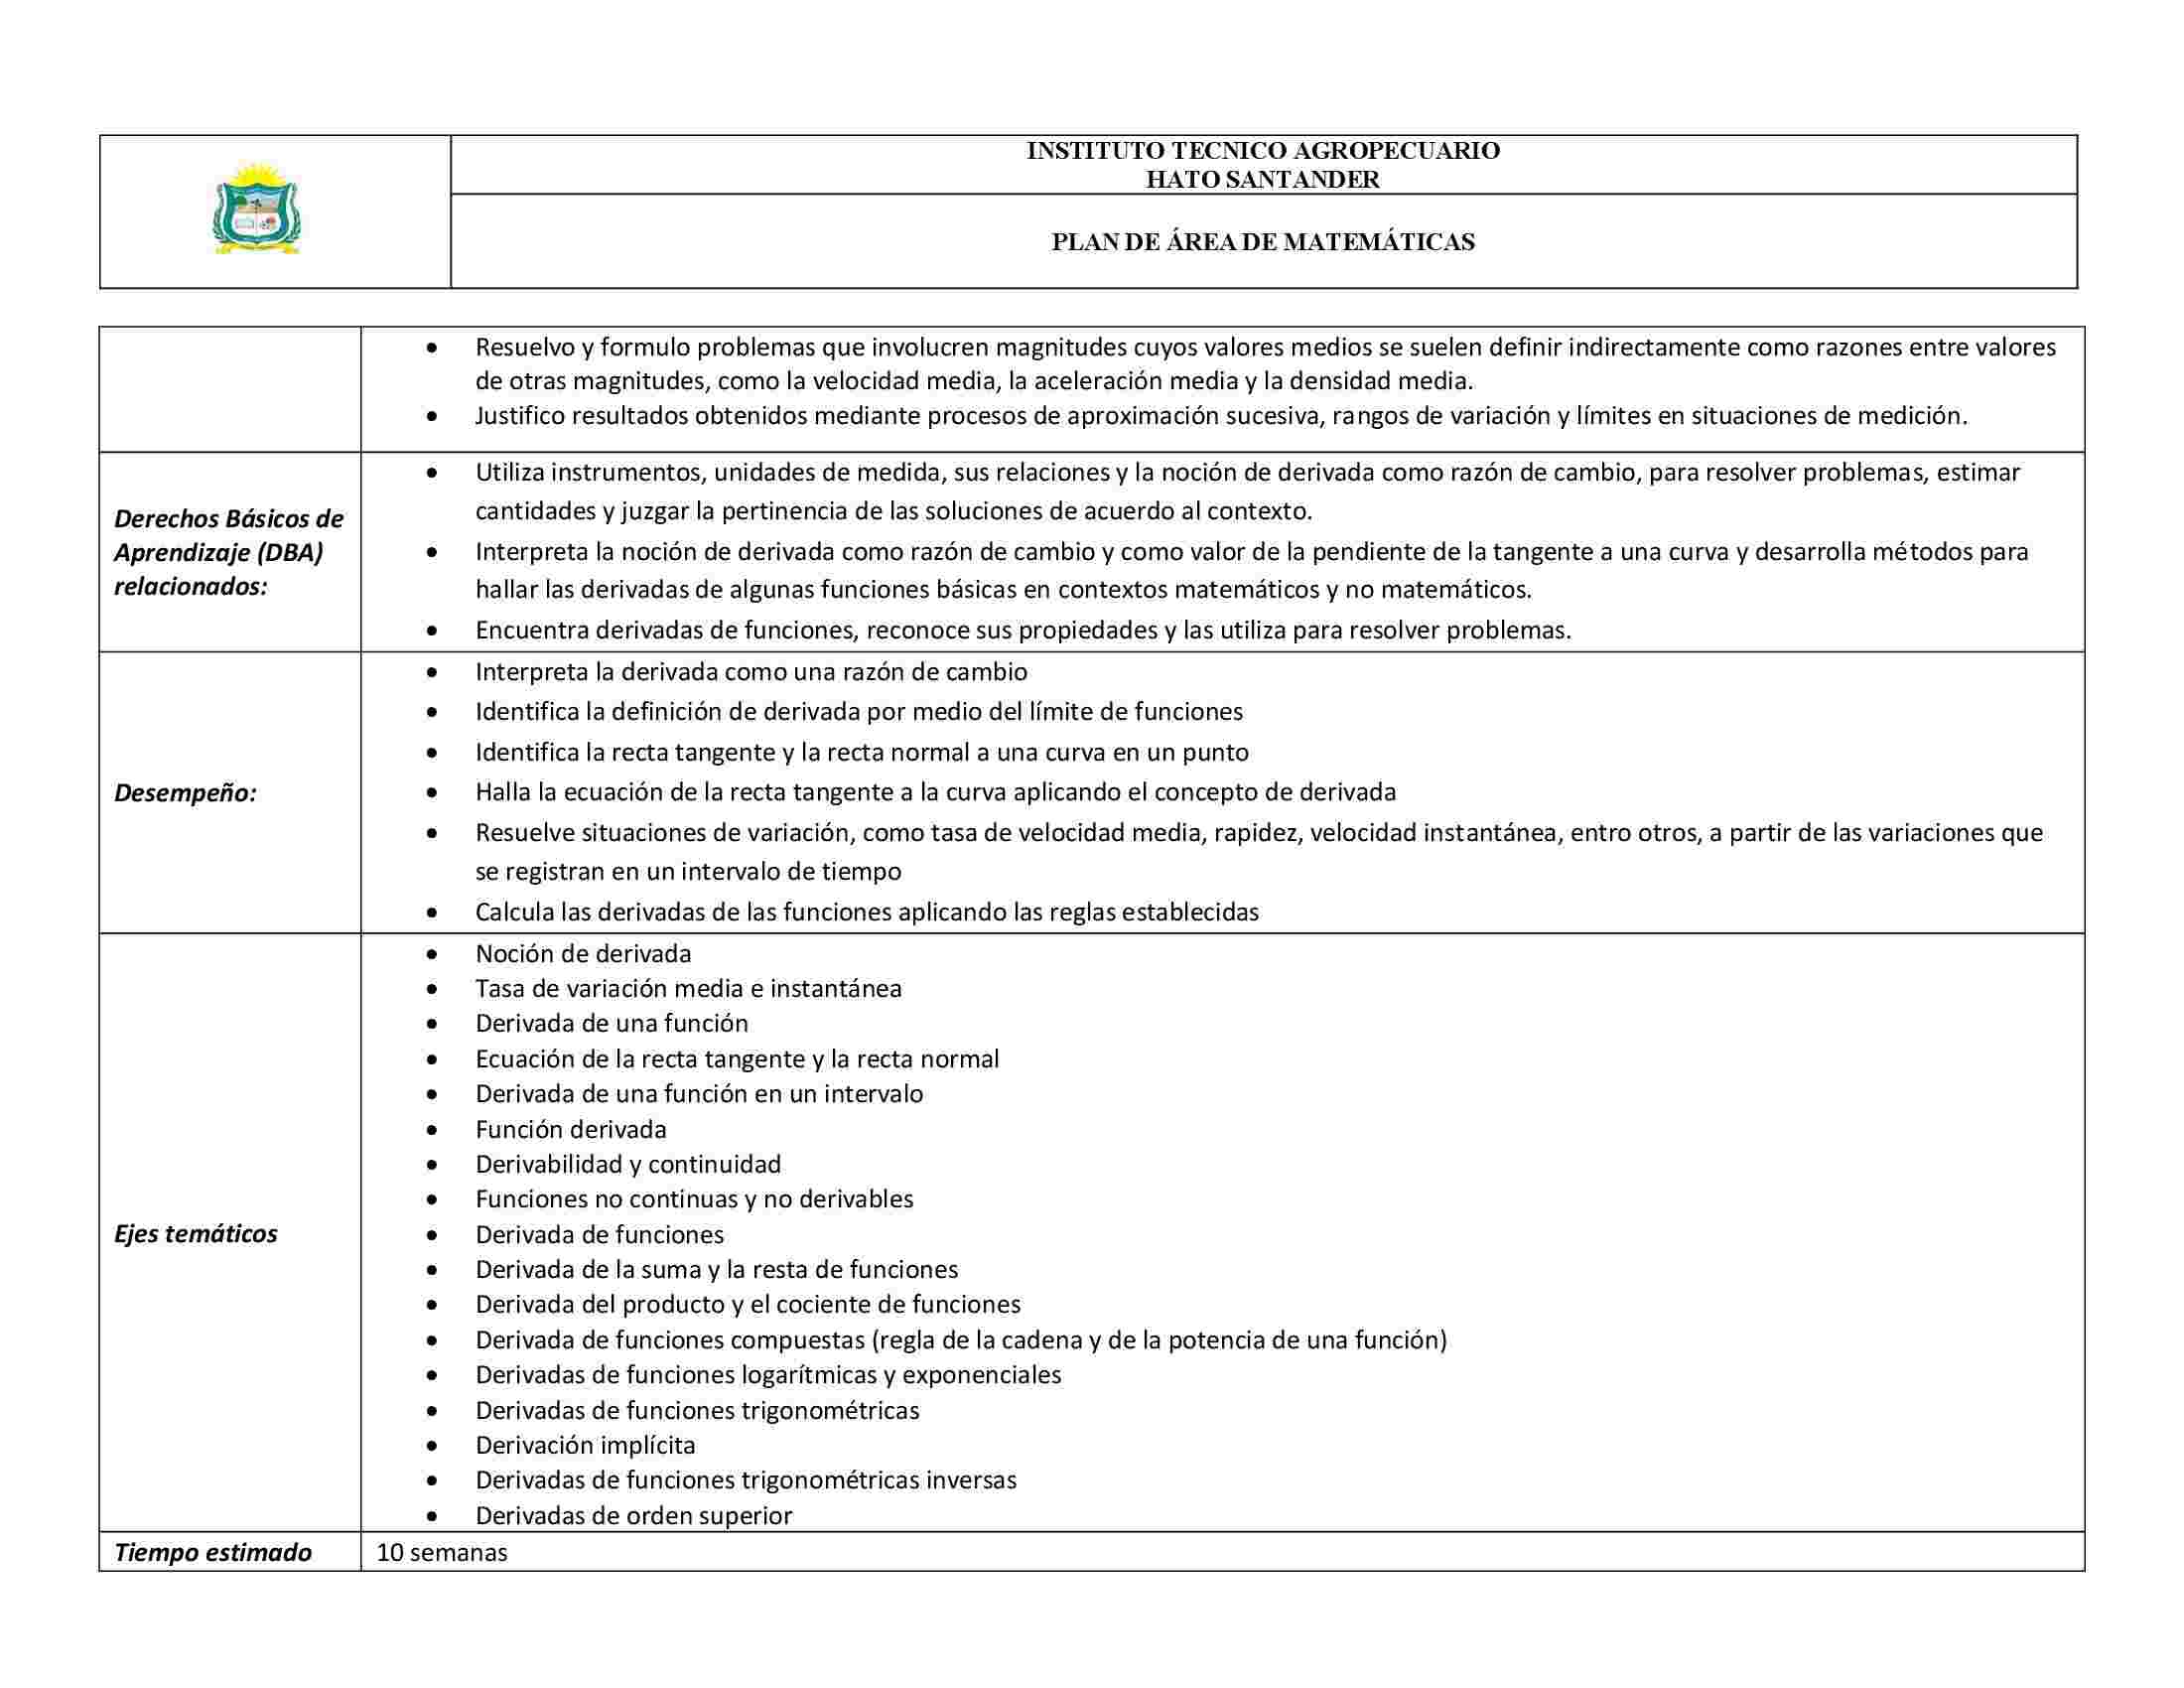 INSTITUTO TECNICO AGROPECUARIO
HATO SANTANDER
PLAN DE ÁREA DE MATEMÁTICAS
• Resuelvo y formulo problemas que involucren magnitudes cuyos valores medios se suelen definir indirectamente como razones entre valores
de otras magnitudes, como la velocidad media, la aceleración media y la densidad media.
• Justifico resultados obtenidos mediante procesos de aproximación sucesiva, rangos de variación y límites en situaciones de medición.
Derechos Básicos de
Aprendizaje (DBA)
relacionados:
• Utiliza instrumentos, unidades de medida, sus relaciones y la noción de derivada como razón de cambio, para resolver problemas, estimar
cantidades y juzgar la pertinencia de las soluciones de acuerdo al contexto.
• Interpreta la noción de derivada como razón de cambio y como valor de la pendiente de la tangente a una curva y desarrolla métodos para
hallar las derivadas de algunas funciones básicas en contextos matemáticos y no matemáticos.
• Encuentra derivadas de funciones, reconoce sus propiedades y las utiliza para resolver problemas.
Desempeño:
• Interpreta la derivada como una razón de cambio
• Identifica la definición de derivada por medio del límite de funciones
• Identifica la recta tangente y la recta normal a una curva en un punto
• Halla la ecuación de la recta tangente a la curva aplicando el concepto de derivada
• Resuelve situaciones de variación, como tasa de velocidad media, rapidez, velocidad instantánea, entro otros, a partir de las variaciones que
se registran en un intervalo de tiempo
• Calcula las derivadas de las funciones aplicando las reglas establecidas
Ejes temáticos
• Noción de derivada
• Tasa de variación media e instantánea
• Derivada de una función
• Ecuación de la recta tangente y la recta normal
• Derivada de una función en un intervalo
• Función derivada
• Derivabilidad y continuidad
• Funciones no continuas y no derivables
• Derivada de funciones
• Derivada de la suma y la resta de funciones
• Derivada del producto y el cociente de funciones
• Derivada de funciones compuestas (regla de la cadena y de la potencia de una función)
• Derivadas de funciones logarítmicas y exponenciales
• Derivadas de funciones trigonométricas
• Derivación implícita
• Derivadas de funciones trigonométricas inversas
• Derivadas de orden superior
Tiempo estimado
10 semanas